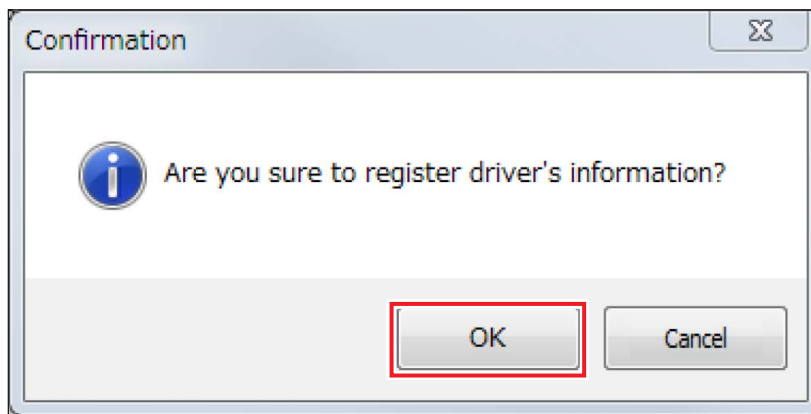 Confirmation
Are you sure to register driver's information?
OK
Cancel